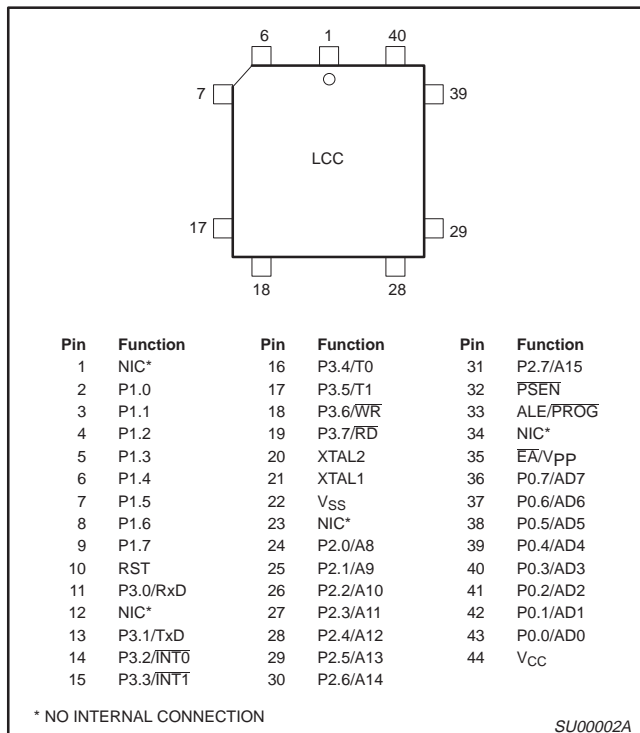 6 1 40
7 39
LCC
17 29
18 28
Pin Function Pin Function Pin Function
1 NIC* 16 P3.4/T0 31 P2.7/A15
2 P1.0 17 P3.5/T1 32 P̅S̅E̅N̅
3 P1.1 18 P3.6/W̅R̅ 33 ALE/P̅R̅O̅G̅
4 P1.2 19 P3.7/R̅D̅ 34 NIC*
5 P1.3 20 XTAL2 35 E̅A̅/VPP
6 P1.4 21 XTAL1 36 P0.7/AD7
7 P1.5 22 VSS 37 P0.6/AD6
8 P1.6 23 NIC* 38 P0.5/AD5
9 P1.7 24 P2.0/A8 39 P0.4/AD4
10 RST 25 P2.1/A9 40 P0.3/AD3
11 P3.0/RxD 26 P2.2/A10 41 P0.2/AD2
12 NIC* 27 P2.3/A11 42 P0.1/AD1
13 P3.1/TxD 28 P2.4/A12 43 P0.0/AD0
14 P3.2/I̅N̅T̅0̅ 29 P2.5/A13 44 VCC
15 P3.3/I̅N̅T̅1̅ 30 P2.6/A14
* NO INTERNAL CONNECTION
SU00002A